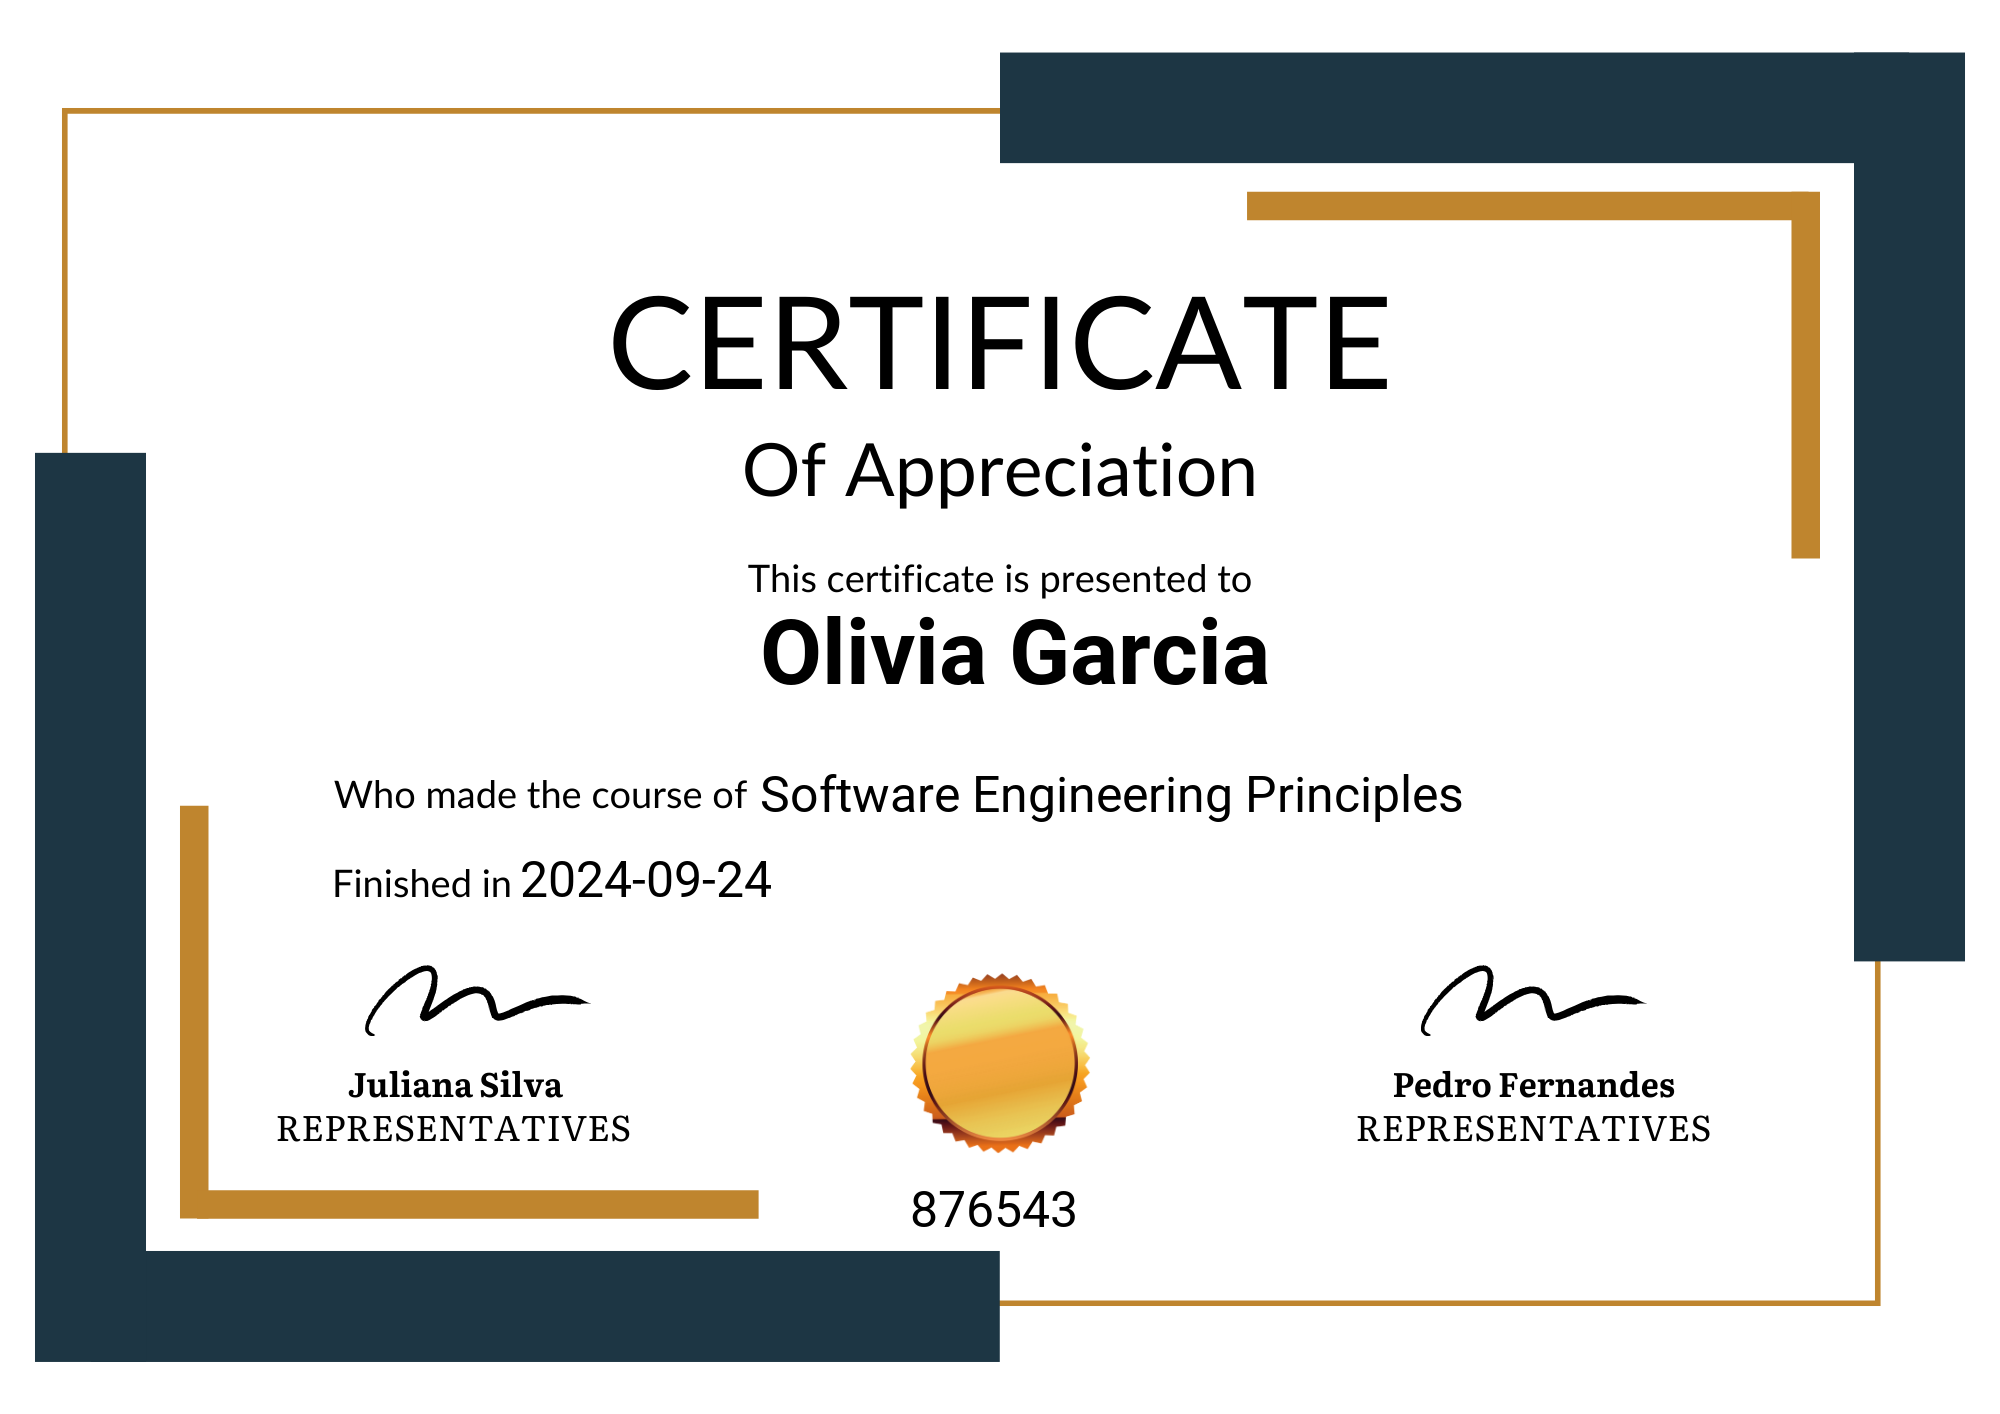 CERTIFICATE
Of Appreciation
This certificate is presented to
Olivia Garcia
Who made the course of Software Engineering Principles
Finished in 2024-09-24
Juliana Silva
REPRESENTATIVES
Pedro Fernandes
REPRESENTATIVES
876543